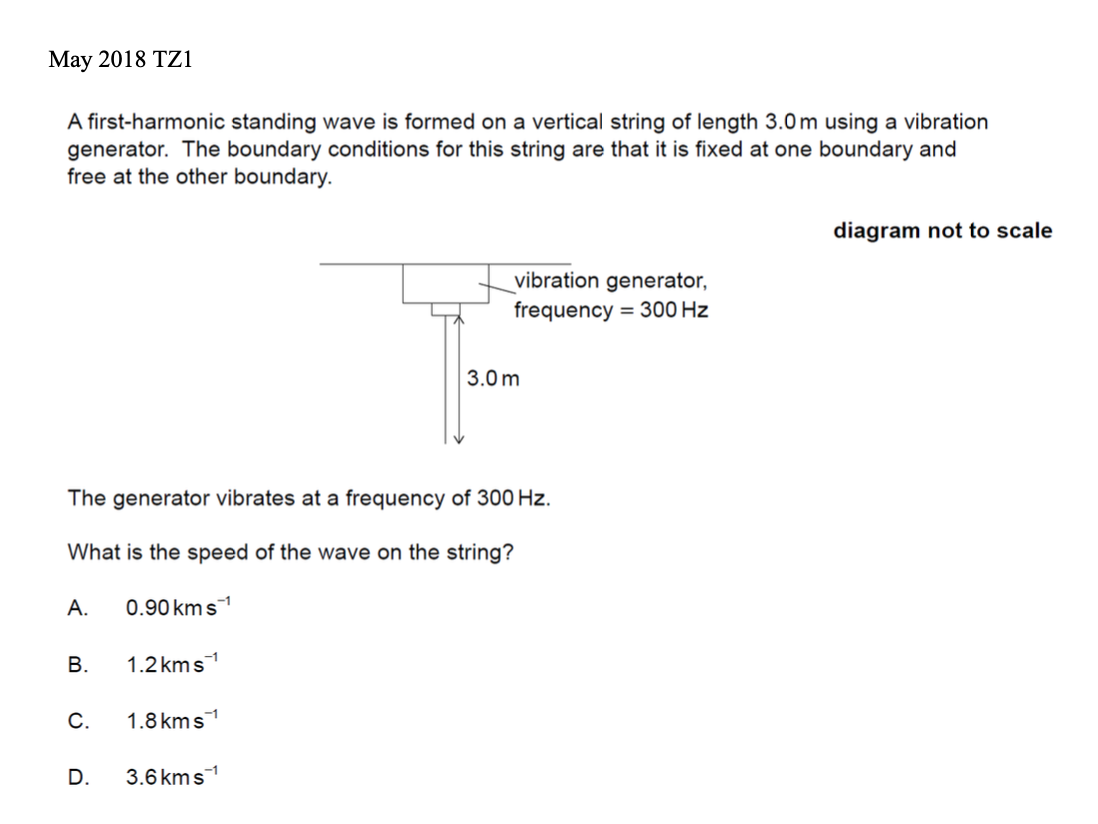 May 2018 TZ1
A first-harmonic standing wave is formed on a vertical string of length 3.0 m using a vibration
generator. The boundary conditions for this string are that it is fixed at one boundary and
free at the other boundary.
diagram not to scale
vibration generator,
frequency = 300 Hz
3.0 m
The generator vibrates at a frequency of 300 Hz.
What is the speed of the wave on the string?
A. 0.90 km s⁻¹
B. 1.2 km s⁻¹
C. 1.8 km s⁻¹
D. 3.6 km s⁻¹